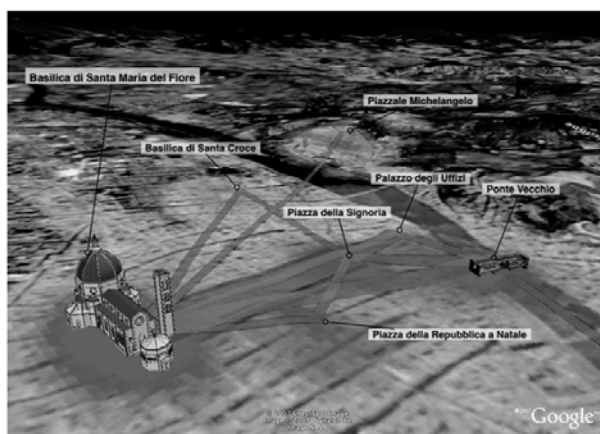 Basilica di Santa Maria del Fiore
Piazzale Michelangelo
Basilica di Santa Croce
Palazzo degli Uffizi
Ponte Vecchio
Piazza della Signoria
Piazza della Repubblica a Natale
Google